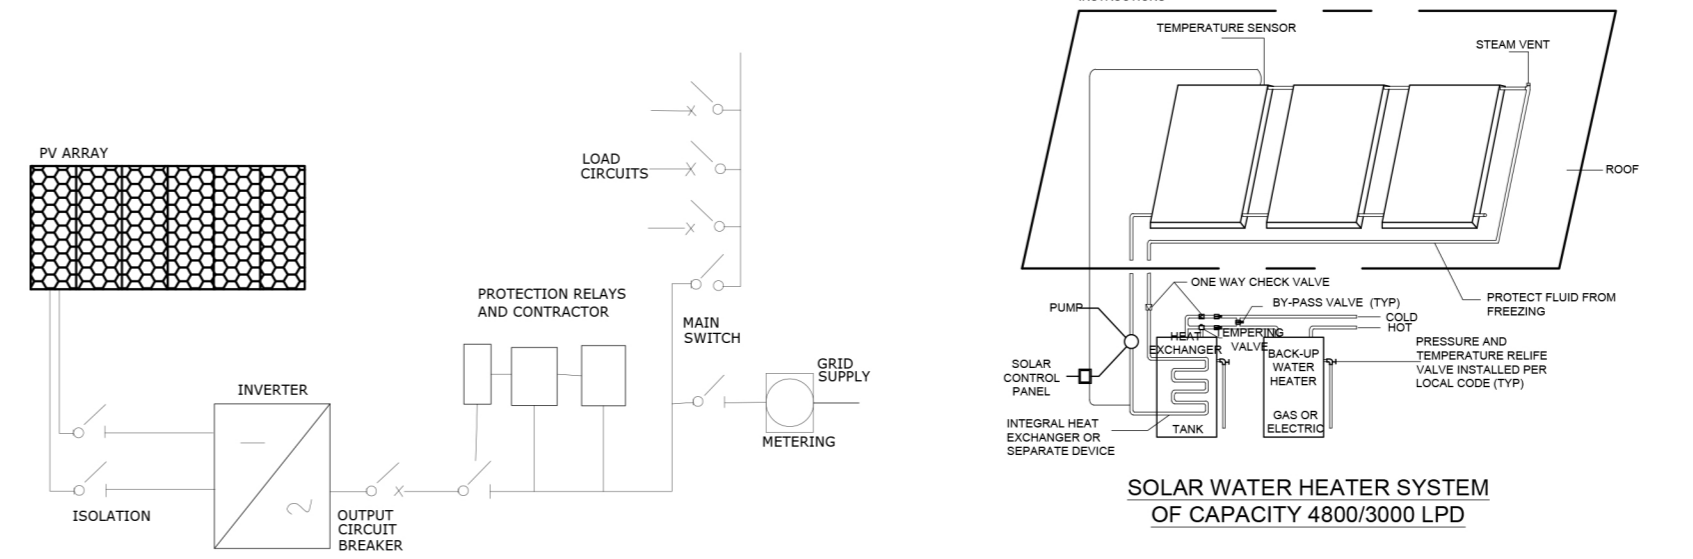 PV ARRAY
LOAD
CIRCUITS
PROTECTION RELAYS
AND CONTRACTOR
MAIN
SWITCH
GRID
SUPPLY
METERING
INVERTER
ISOLATION
OUTPUT
CIRCUIT
BREAKER
TEMPERATURE SENSOR
STEAM VENT
ROOF
ONE WAY CHECK VALVE
BY-PASS VALVE (TYP)
PROTECT FLUID FROM
FREEZING
PUMP
COLD
HOT
HEAT
EXCHANGER
TEMPERING
VALVE
BACK-UP
WATER
HEATER
GAS OR
ELECTRIC
PRESSURE AND
TEMPERATURE RELIFE
VALVE INSTALLED PER
LOCAL CODE (TYP)
SOLAR
CONTROL
PANEL
INTEGRAL HEAT
EXCHANGER OR
SEPARATE DEVICE
TANK
SOLAR WATER HEATER SYSTEM
OF CAPACITY 4800/3000 LPD